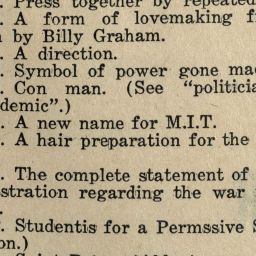 . Press together by repeated
. A form of lovemaking f
by Billy Graham.
. A direction.
. Symbol of power gone ma
. Con man. (See “politicia
demic”.)
. A new name for M.I.T.
. A hair preparation for the
. The complete statement of
stration regarding the war
. Studentis for a Permssive S
on.)